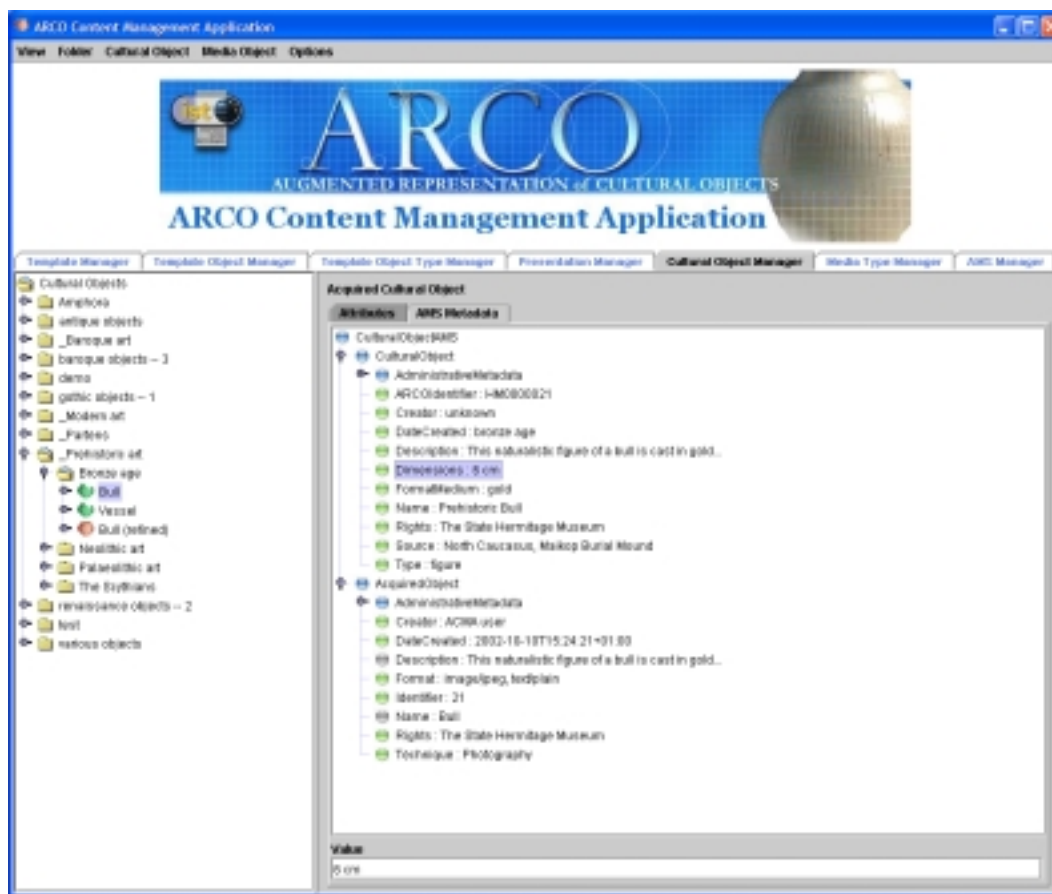 ARCO Content Management Application
View Folder Cultural Object Media Object Options
ist
ARCO
AUGMENTED REPRESENTATION of CULTURAL OBJECTS
ARCO Content Management Application
Template Manager Template Object Manager Template Object Type Manager Presentation Manager Cultural Object Manager Media Type Manager AMS Manager
Cultural Objects
Amphora
antique objects
_Baroque art
baroque objects -- 3
demo
gothic objects -- 1
_Modern art
_Prehistoric art
Bronze age
Bull
Vessel
Bull (refined)
Neolithic art
Palaeolithic art
The Scythians
renaissance objects -- 2
test
various objects
Acquired Cultural Object
Attributes AMS Metadata
CulturalObjectAMS
CulturalObject
AdministrativeMetadata
ARCOIdentifier :
Creator : unknown
DateCreated : bronze age
Description : This naturalistic figure of a bull is cast in gold...
Dimensions : 8 cm
FormatMedium : gold
Name : Prehistoric Bull
Rights : The State Hermitage Museum
Source : North Caucasus, Maikop Burial Mound
Type : figure
AcquiredObject
AdministrativeMetadata
Creator : ACMA user
DateCreated : 2002-10-10T15:24:21+01:00
Description : This naturalistic figure of a bull is cast in gold...
Format : image/jpeg, text/plain
Identifier : 21
Name : Bull
Rights : The State Hermitage Museum
Technique : Photography
Value
8 cm